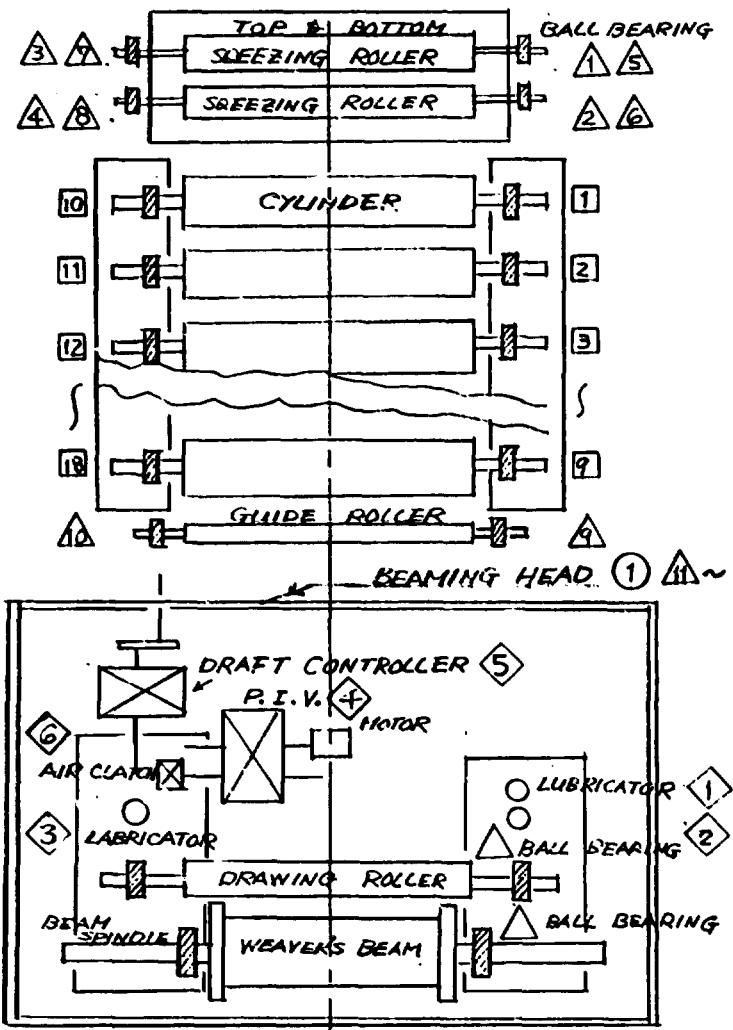 TOP & BOTTOM BALL BEARING
3 7 SQEEZING ROLLER 1 5
4 8 SQEEZING ROLLER 2 6
10 CYLINDER 1
11 2
12 3
18 9
GUIDE ROLLER
10 9
BEAMING HEAD 1 11 ~
DRAFT CONTROLLER 5
P. I. V. 4
MOTOR
6
AIR CLATOR
LUBRICATOR 1
3 LABRICATOR 2
BALL BEARING
DRAWING ROLLER
BEAM SPINDLE
BALL BEARING
WEAVER'S BEAM